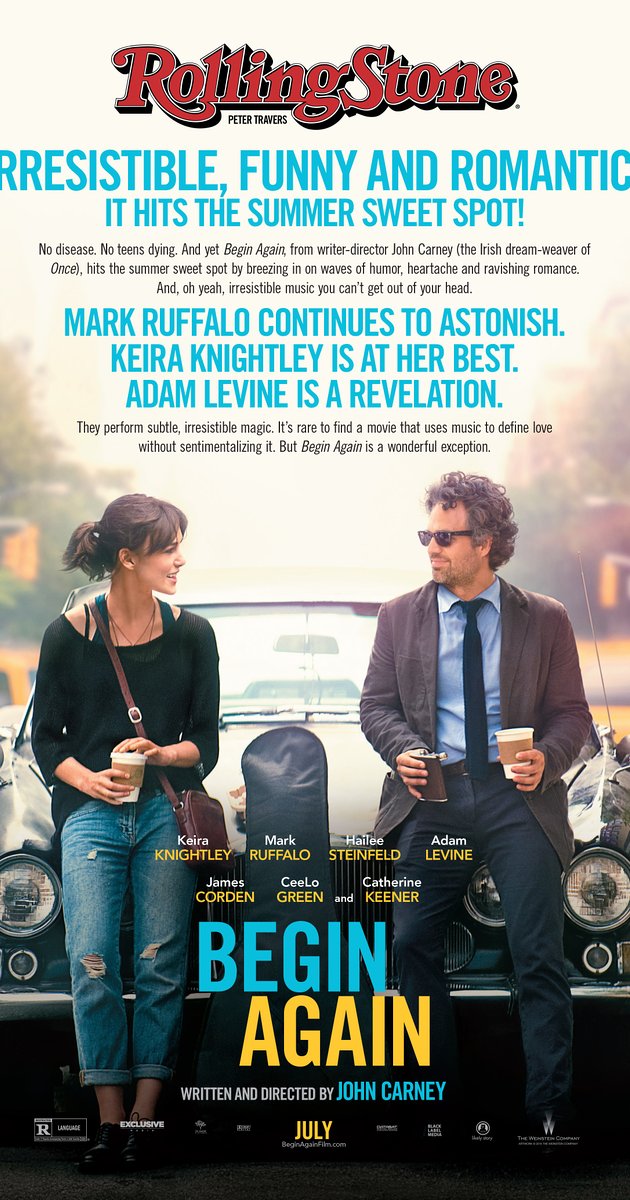 RollingStone
PETER TRAVERS
RRESISTIBLE, FUNNY AND ROMANTIC
IT HITS THE SUMMER SWEET SPOT!
No disease. No teens dying. And yet Begin Again, from writer-director John Carney (the Irish dream-weaver of
Once), hits the summer sweet spot by breezing in on waves of humor, heartache and ravishing romance.
And, oh yeah, irresistible music you can't get out of your head.
MARK RUFFALO CONTINUES TO ASTONISH.
KEIRA KNIGHTLEY IS AT HER BEST.
ADAM LEVINE IS A REVELATION.
They perform subtle, irresistible magic. It's rare to find a movie that uses music to define love
without sentimentalizing it. But Begin Again is a wonderful exception.
Keira KNIGHTLEY Mark RUFFALO Hailee STEINFELD Adam LEVINE
James CORDEN CeeLo GREEN and Catherine KEENER
BEGIN
AGAIN
WRITTEN AND DIRECTED BY JOHN CARNEY
R LANGUAGE
EXCLUSIVE MEDIA
BLACK LABEL MEDIA
likely story
THE WEINSTEIN COMPANY
JULY
BeginAgainFilm.com